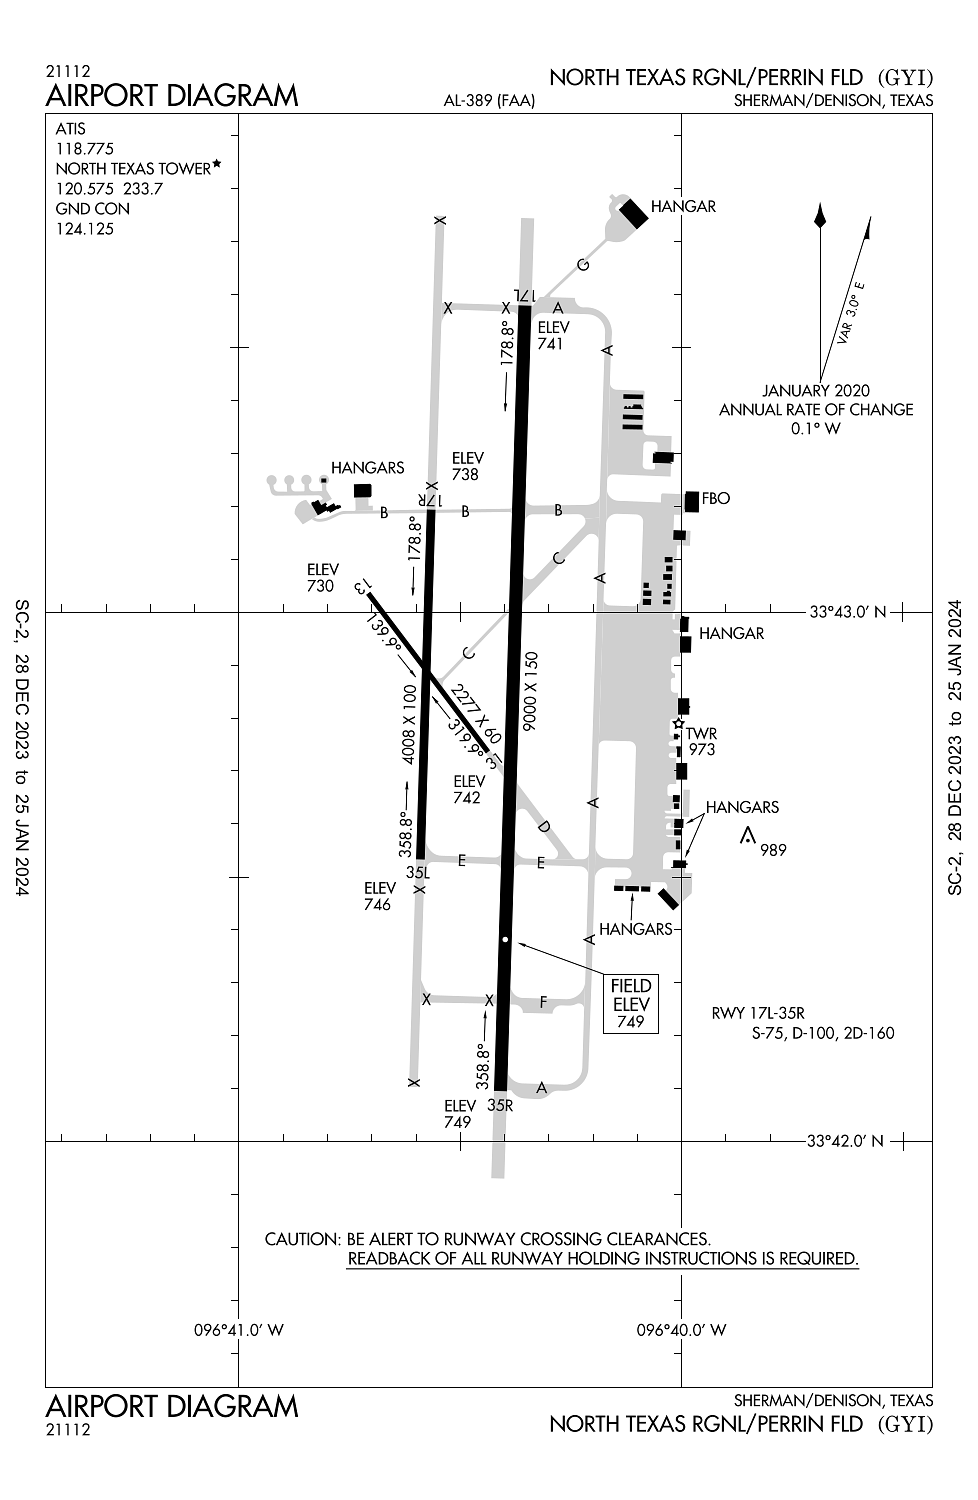 21112
AIRPORT DIAGRAM
AL-389 (FAA)
NORTH TEXAS RGNL/PERRIN FLD (GYI)
SHERMAN/DENISON, TEXAS
ATIS
118.775
NORTH TEXAS TOWER★
120.575 233.7
GND CON
124.125
HANGAR
G
X
X
X
17L
A
ELEV
741
178.8°
A
VAR 3.0° E
JANUARY 2020
ANNUAL RATE OF CHANGE
0.1° W
HANGARS
ELEV
738
X
17R
B
B
B
FBO
178.8°
C
A
ELEV
730
13
33°43.0' N
139.9°
HANGAR
C
4008 X 100
2277 X 60
319.9°
9000 X 150
31
TWR
973
ELEV
742
A
HANGARS
D
358.8°
E
E
989
35L
ELEV
746
X
HANGARS
A
FIELD
ELEV
749
X
X
F
RWY 17L-35R
S-75, D-100, 2D-160
358.8°
X
A
ELEV
749
35R
33°42.0' N
CAUTION: BE ALERT TO RUNWAY CROSSING CLEARANCES.
READBACK OF ALL RUNWAY HOLDING INSTRUCTIONS IS REQUIRED.
096°41.0' W
096°40.0' W
AIRPORT DIAGRAM
21112
SHERMAN/DENISON, TEXAS
NORTH TEXAS RGNL/PERRIN FLD (GYI)
SC-2, 28 DEC 2023 to 25 JAN 2024
SC-2, 28 DEC 2023 to 25 JAN 2024